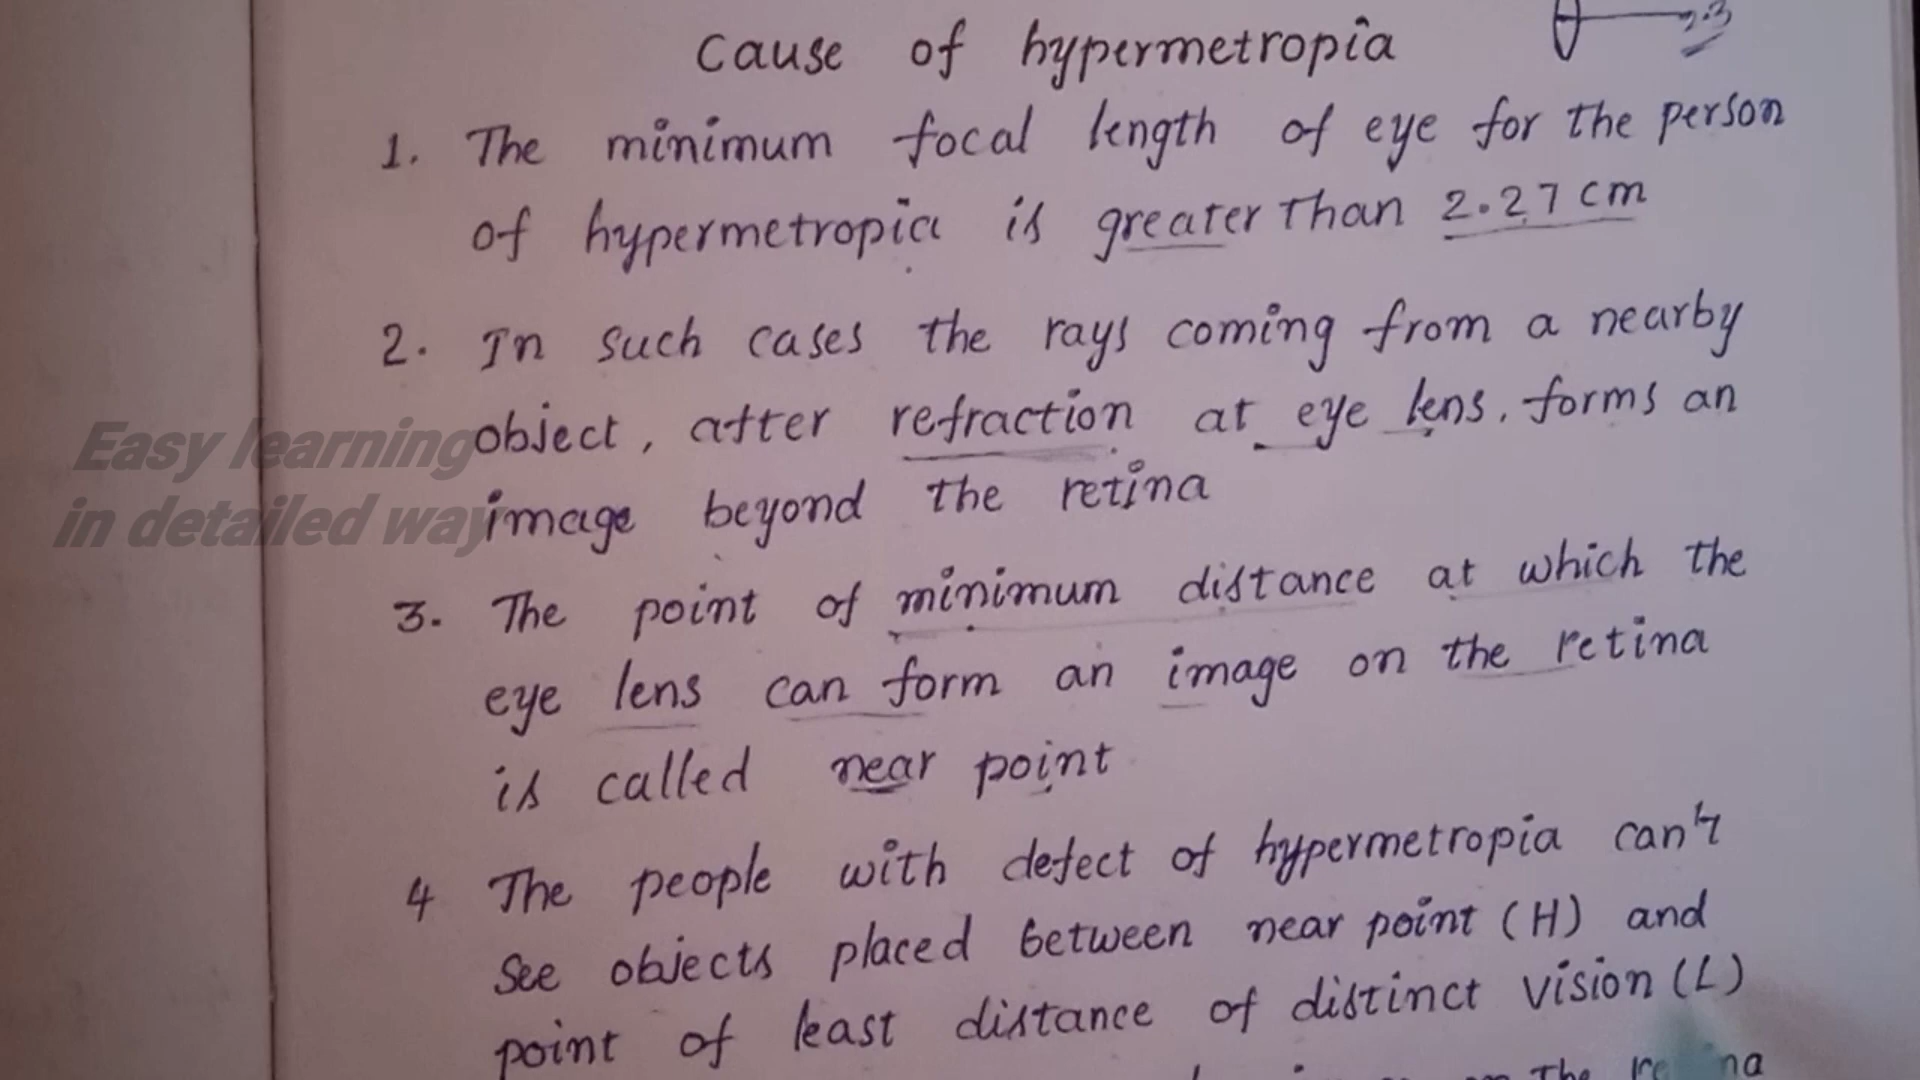 Cause of hypermetropia
1. The minimum focal length of eye for the person
of hypermetropia is greater than 2.27 cm
2. In such cases the rays coming from a nearby
object, after refraction at eye lens, forms an
image beyond the retina
3. The point of minimum distance at which the
eye lens can form an image on the retina
is called near point
4 The people with defect of hypermetropia can't
See objects placed between near point (H) and
point of least distance of distinct vision (L)
The
Easy learning
in detailed way